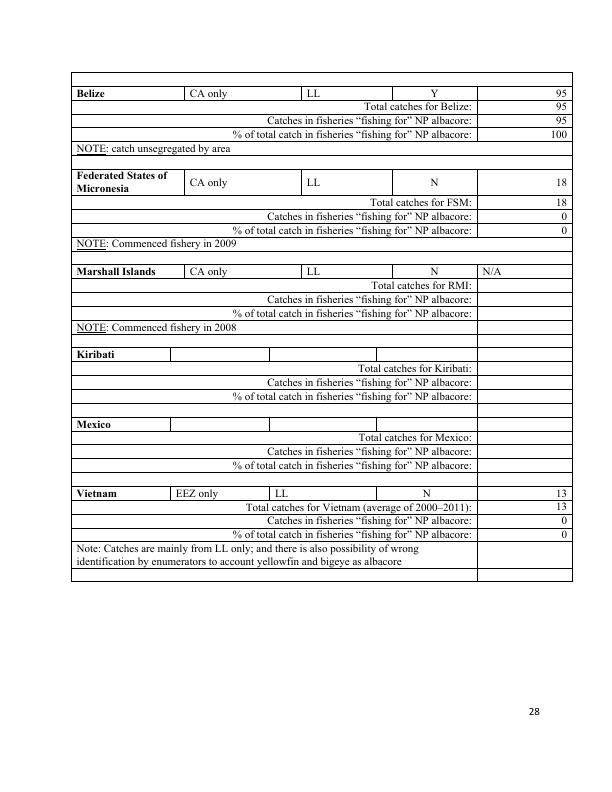 Belize CA only LL Y 95
Total catches for Belize: 95
Catches in fisheries “fishing for” NP albacore: 95
% of total catch in fisheries “fishing for” NP albacore: 100
NOTE: catch unsegregated by area
Federated States of
Micronesia CA only LL N 18
Total catches for FSM: 18
Catches in fisheries “fishing for” NP albacore: 0
% of total catch in fisheries “fishing for” NP albacore: 0
NOTE: Commenced fishery in 2009
Marshall Islands CA only LL N N/A
Total catches for RMI:
Catches in fisheries “fishing for” NP albacore:
% of total catch in fisheries “fishing for” NP albacore:
NOTE: Commenced fishery in 2008
Kiribati
Total catches for Kiribati:
Catches in fisheries “fishing for” NP albacore:
% of total catch in fisheries “fishing for” NP albacore:
Mexico
Total catches for Mexico:
Catches in fisheries “fishing for” NP albacore:
% of total catch in fisheries “fishing for” NP albacore:
Vietnam EEZ only LL N 13
Total catches for Vietnam (average of 2000–2011): 13
Catches in fisheries “fishing for” NP albacore: 0
% of total catch in fisheries “fishing for” NP albacore: 0
Note: Catches are mainly from LL only; and there is also possibility of wrong
identification by enumerators to account yellowfin and bigeye as albacore
28